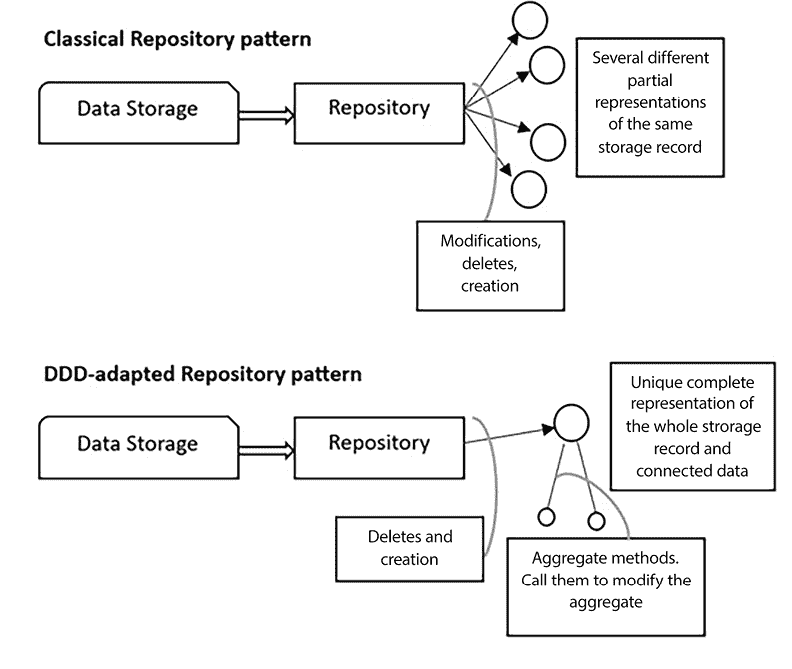 Classical Repository pattern
Data Storage
Repository
Several different
partial
representations
of the same
storage record
Modifications,
deletes,
creation
DDD-adapted Repository pattern
Data Storage
Repository
Unique complete
representation of
the whole strorage
record and
connected data
Deletes and
creation
Aggregate methods.
Call them to modify the
aggregate